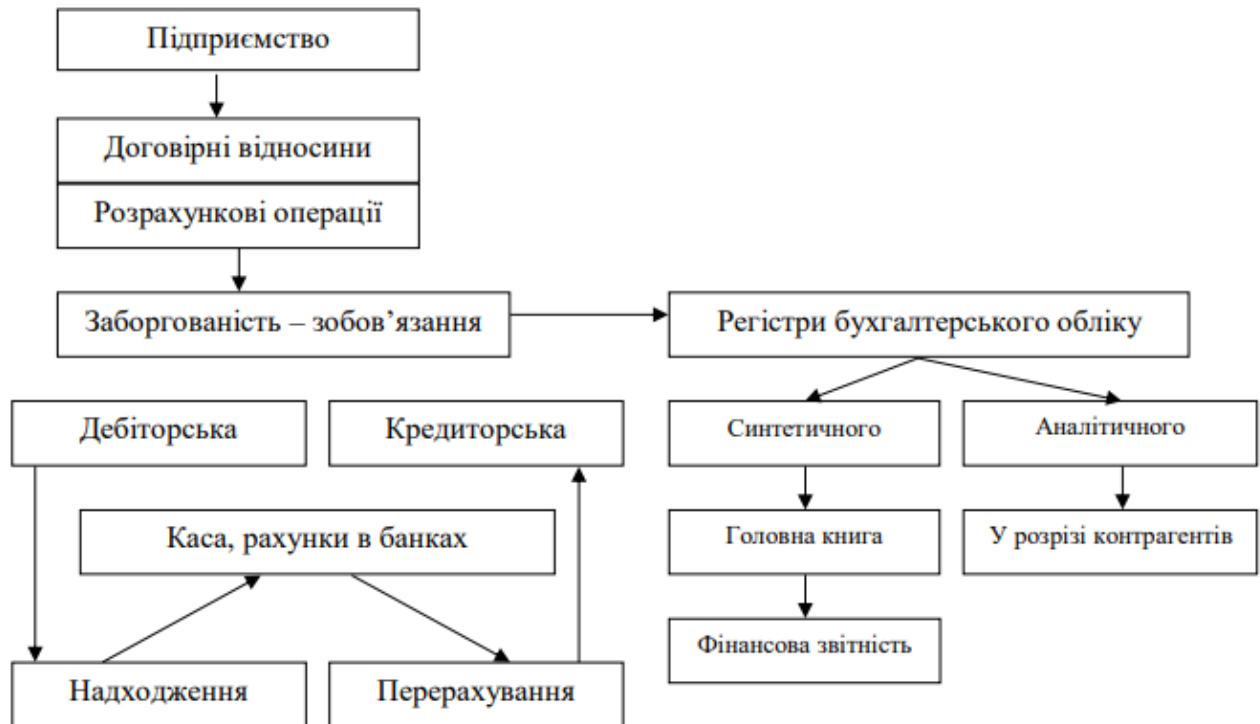 Підприємство
Договірні відносини
Розрахункові операції
Заборгованість – зобов’язання
Регістри бухгалтерського обліку
Дебіторська
Кредиторська
Синтетичного
Аналітичного
Каса, рахунки в банках
Головна книга
У розрізі контрагентів
Фінансова звітність
Надходження
Перерахування